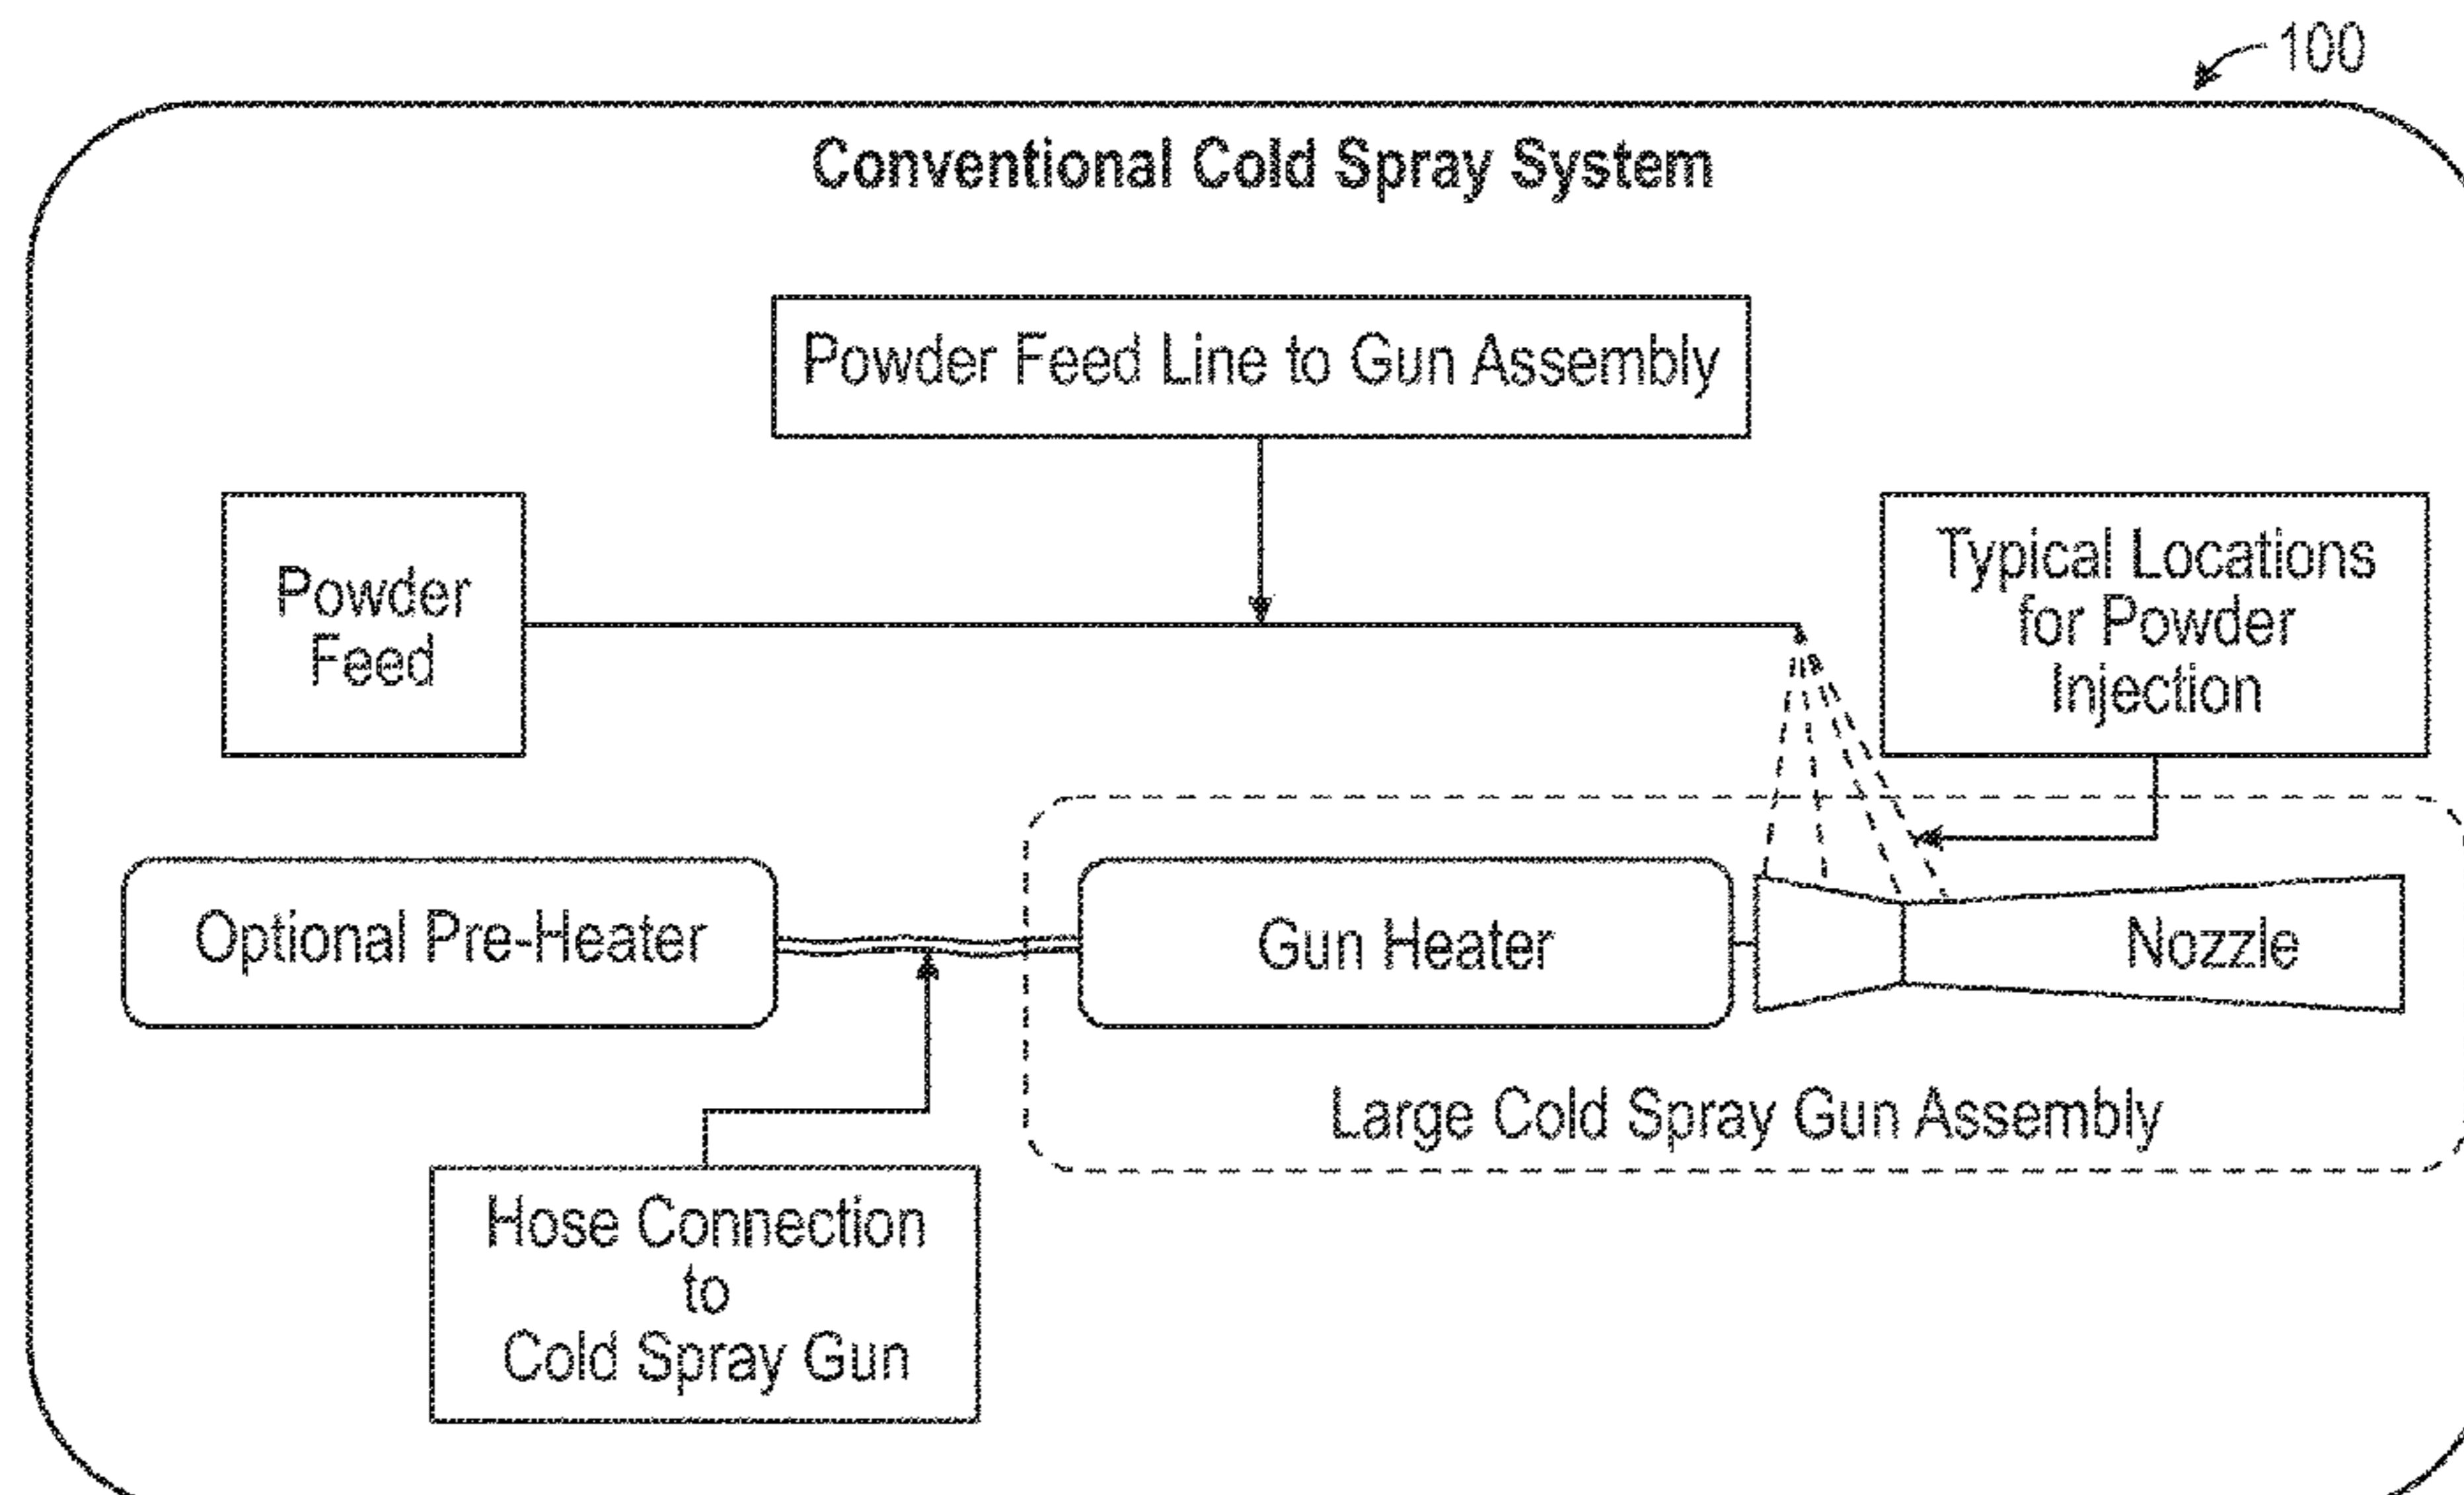 100
Conventional Cold Spray System
Powder Feed Line to Gun Assembly
Powder
Feed
Typical Locations
for Powder
Injection
Optional Pre-Heater
Gun Heater
Nozzle
Large Cold Spray Gun Assembly
Hose Connection
to
Cold Spray Gun